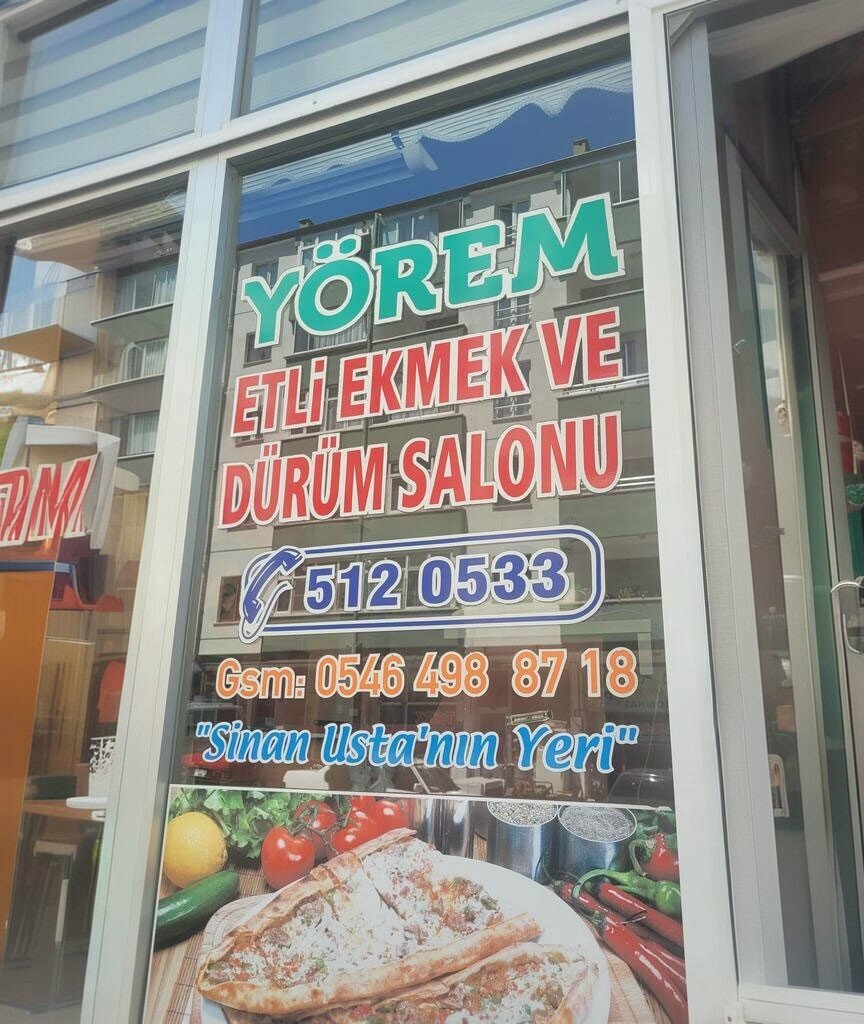 YÖREM
ETLİ EKMEK VE
DÜRÜM SALONU
512 0533
Gsm: 0546 498 87 18
"Sinan Usta'nın Yeri"